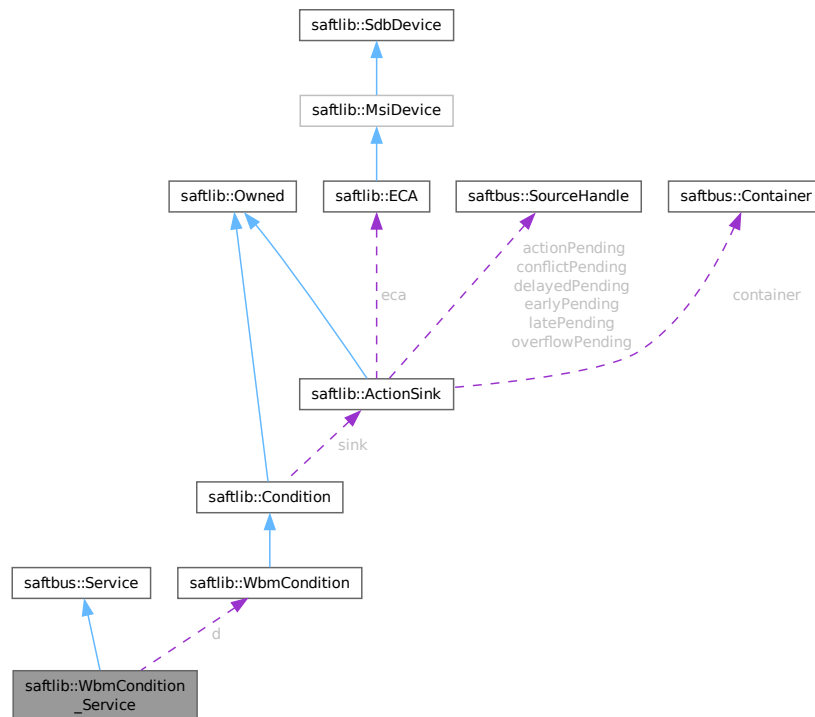 saftlib::SdbDevice
saftlib::MsiDevice
saftlib::Owned
saftlib::ECA
saftbus::SourceHandle
saftbus::Container
actionPending
conflictPending
delayedPending
earlyPending
latePending
overflowPending
eca
container
saftlib::ActionSink
sink
saftlib::Condition
saftbus::Service
saftlib::WbmCondition
d
saftlib::WbmCondition
_Service